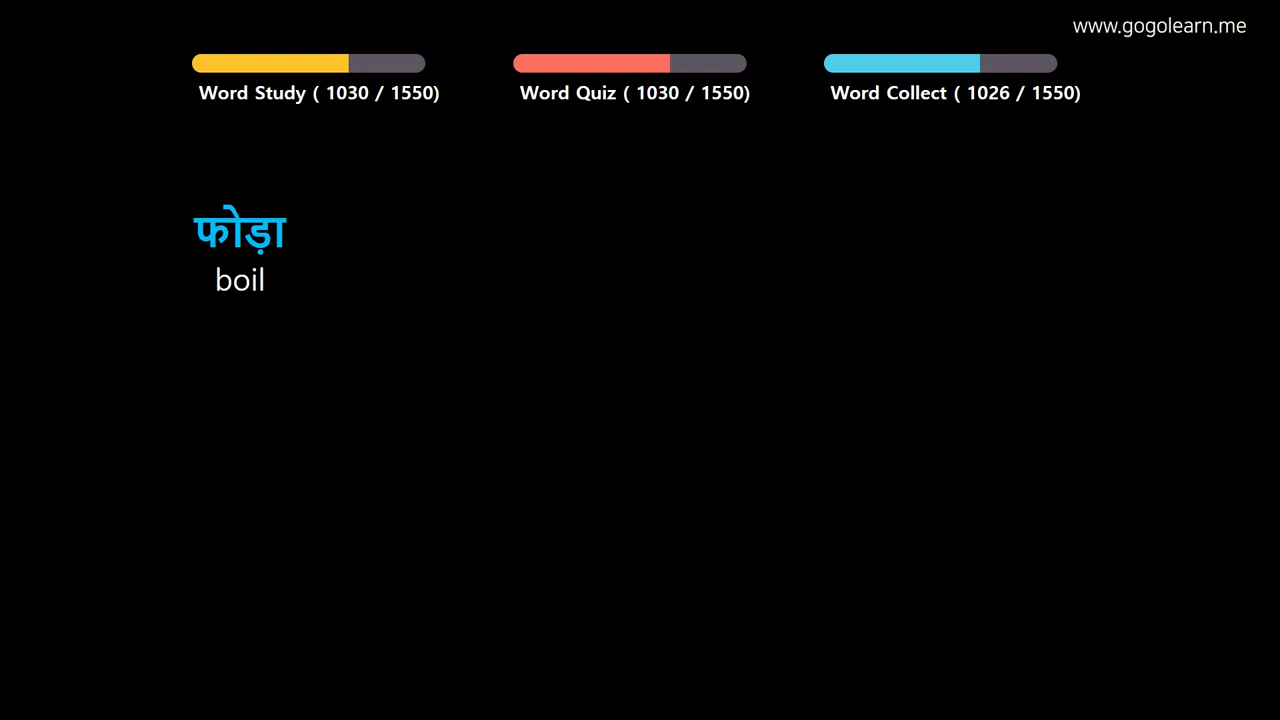 www.gogolearn.me
Word Study ( 1030 / 1550)
Word Quiz ( 1030 / 1550)
Word Collect ( 1026 / 1550)
फोड़ा
boil